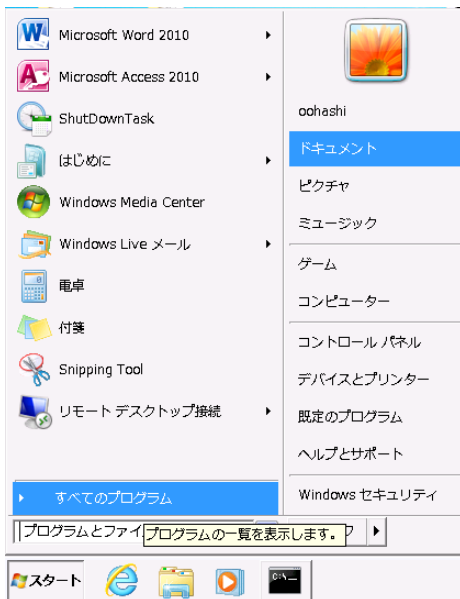 Microsoft Word 2010
Microsoft Access 2010
ShutDownTask
はじめに
Windows Media Center
Windows Live メール
電卓
付箋
Snipping Tool
リモート デスクトップ接続
すべてのプログラム
プログラムとファイ
プログラムの一覧を表示します。
スタート
oohashi
ドキュメント
ピクチャ
ミュージック
ゲーム
コンピューター
コントロール パネル
デバイスとプリンター
既定のプログラム
ヘルプとサポート
Windows セキュリティ